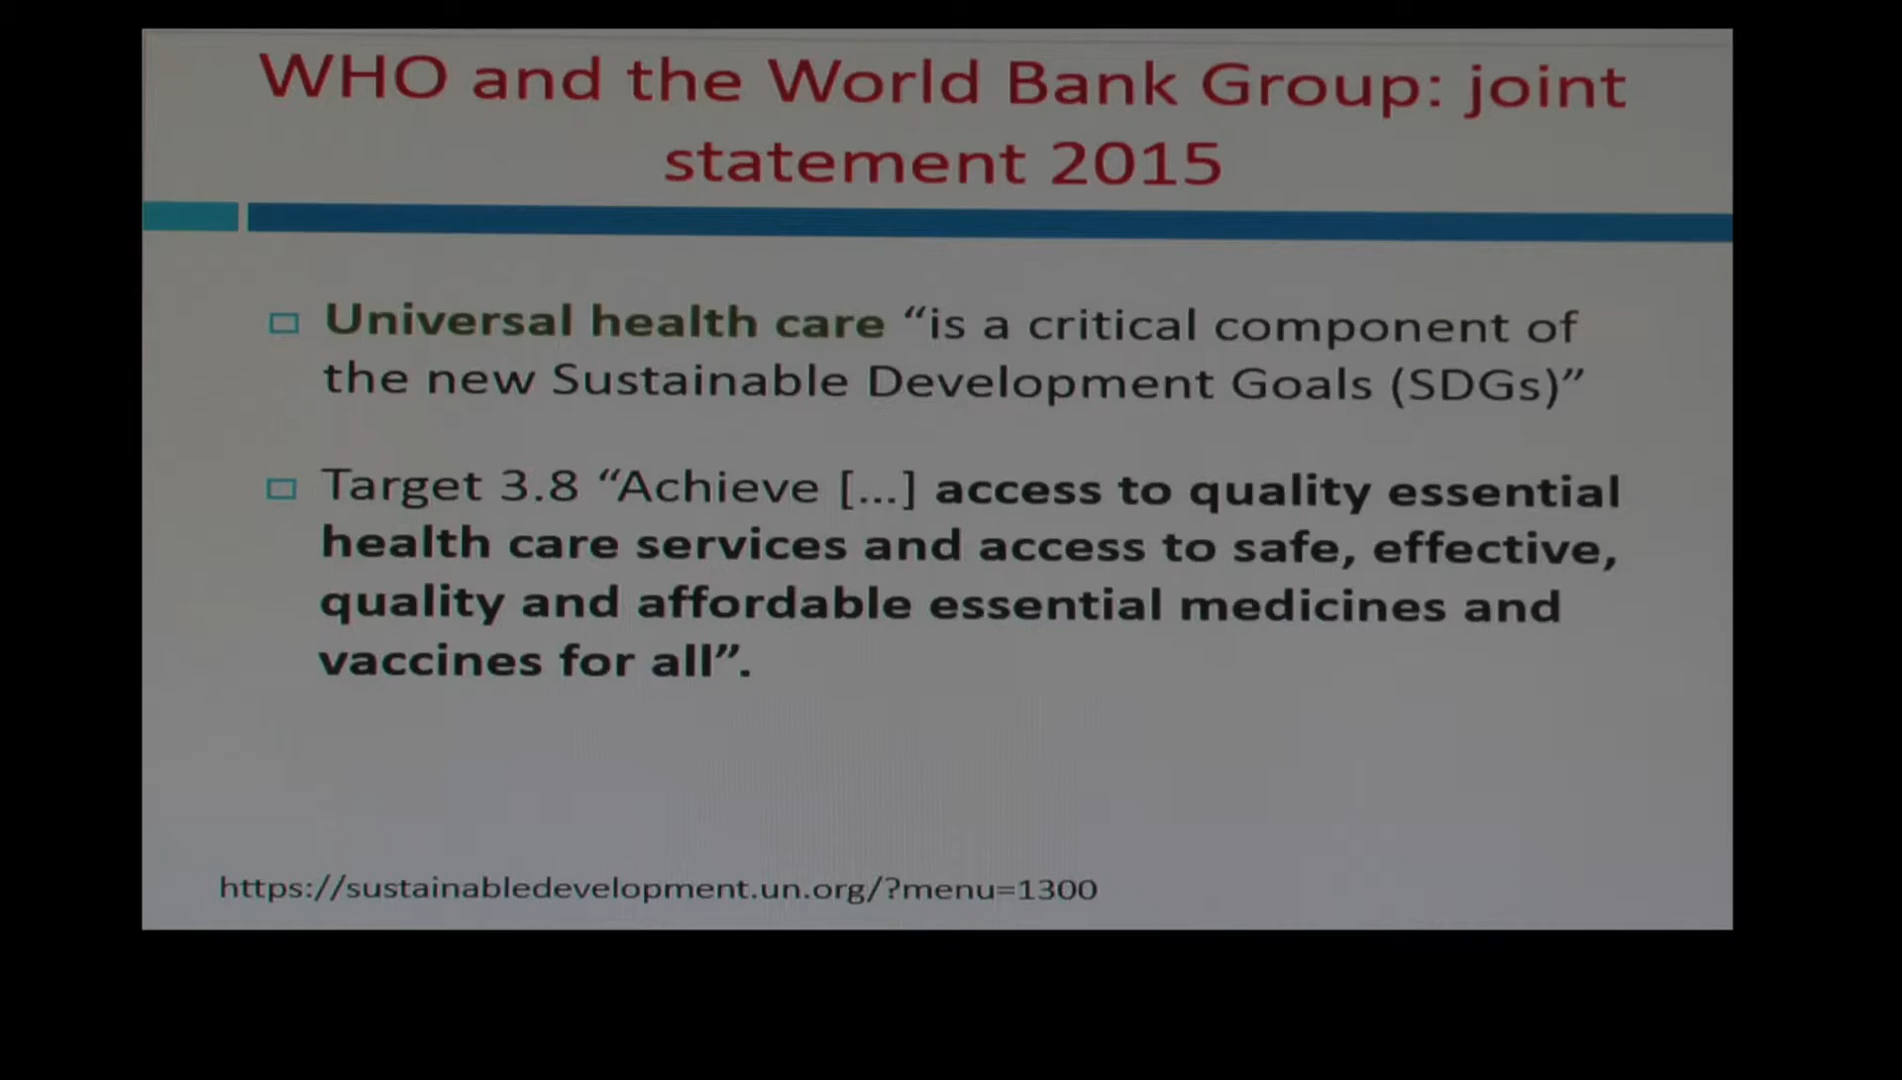 WHO and the World Bank Group: joint
statement 2015
Universal health care “is a critical component of
the new Sustainable Development Goals (SDGs)”
Target 3.8 “Achieve [...] access to quality essential
health care services and access to safe, effective,
quality and affordable essential medicines and
vaccines for all”.
https://sustainabledevelopment.un.org/?menu=1300